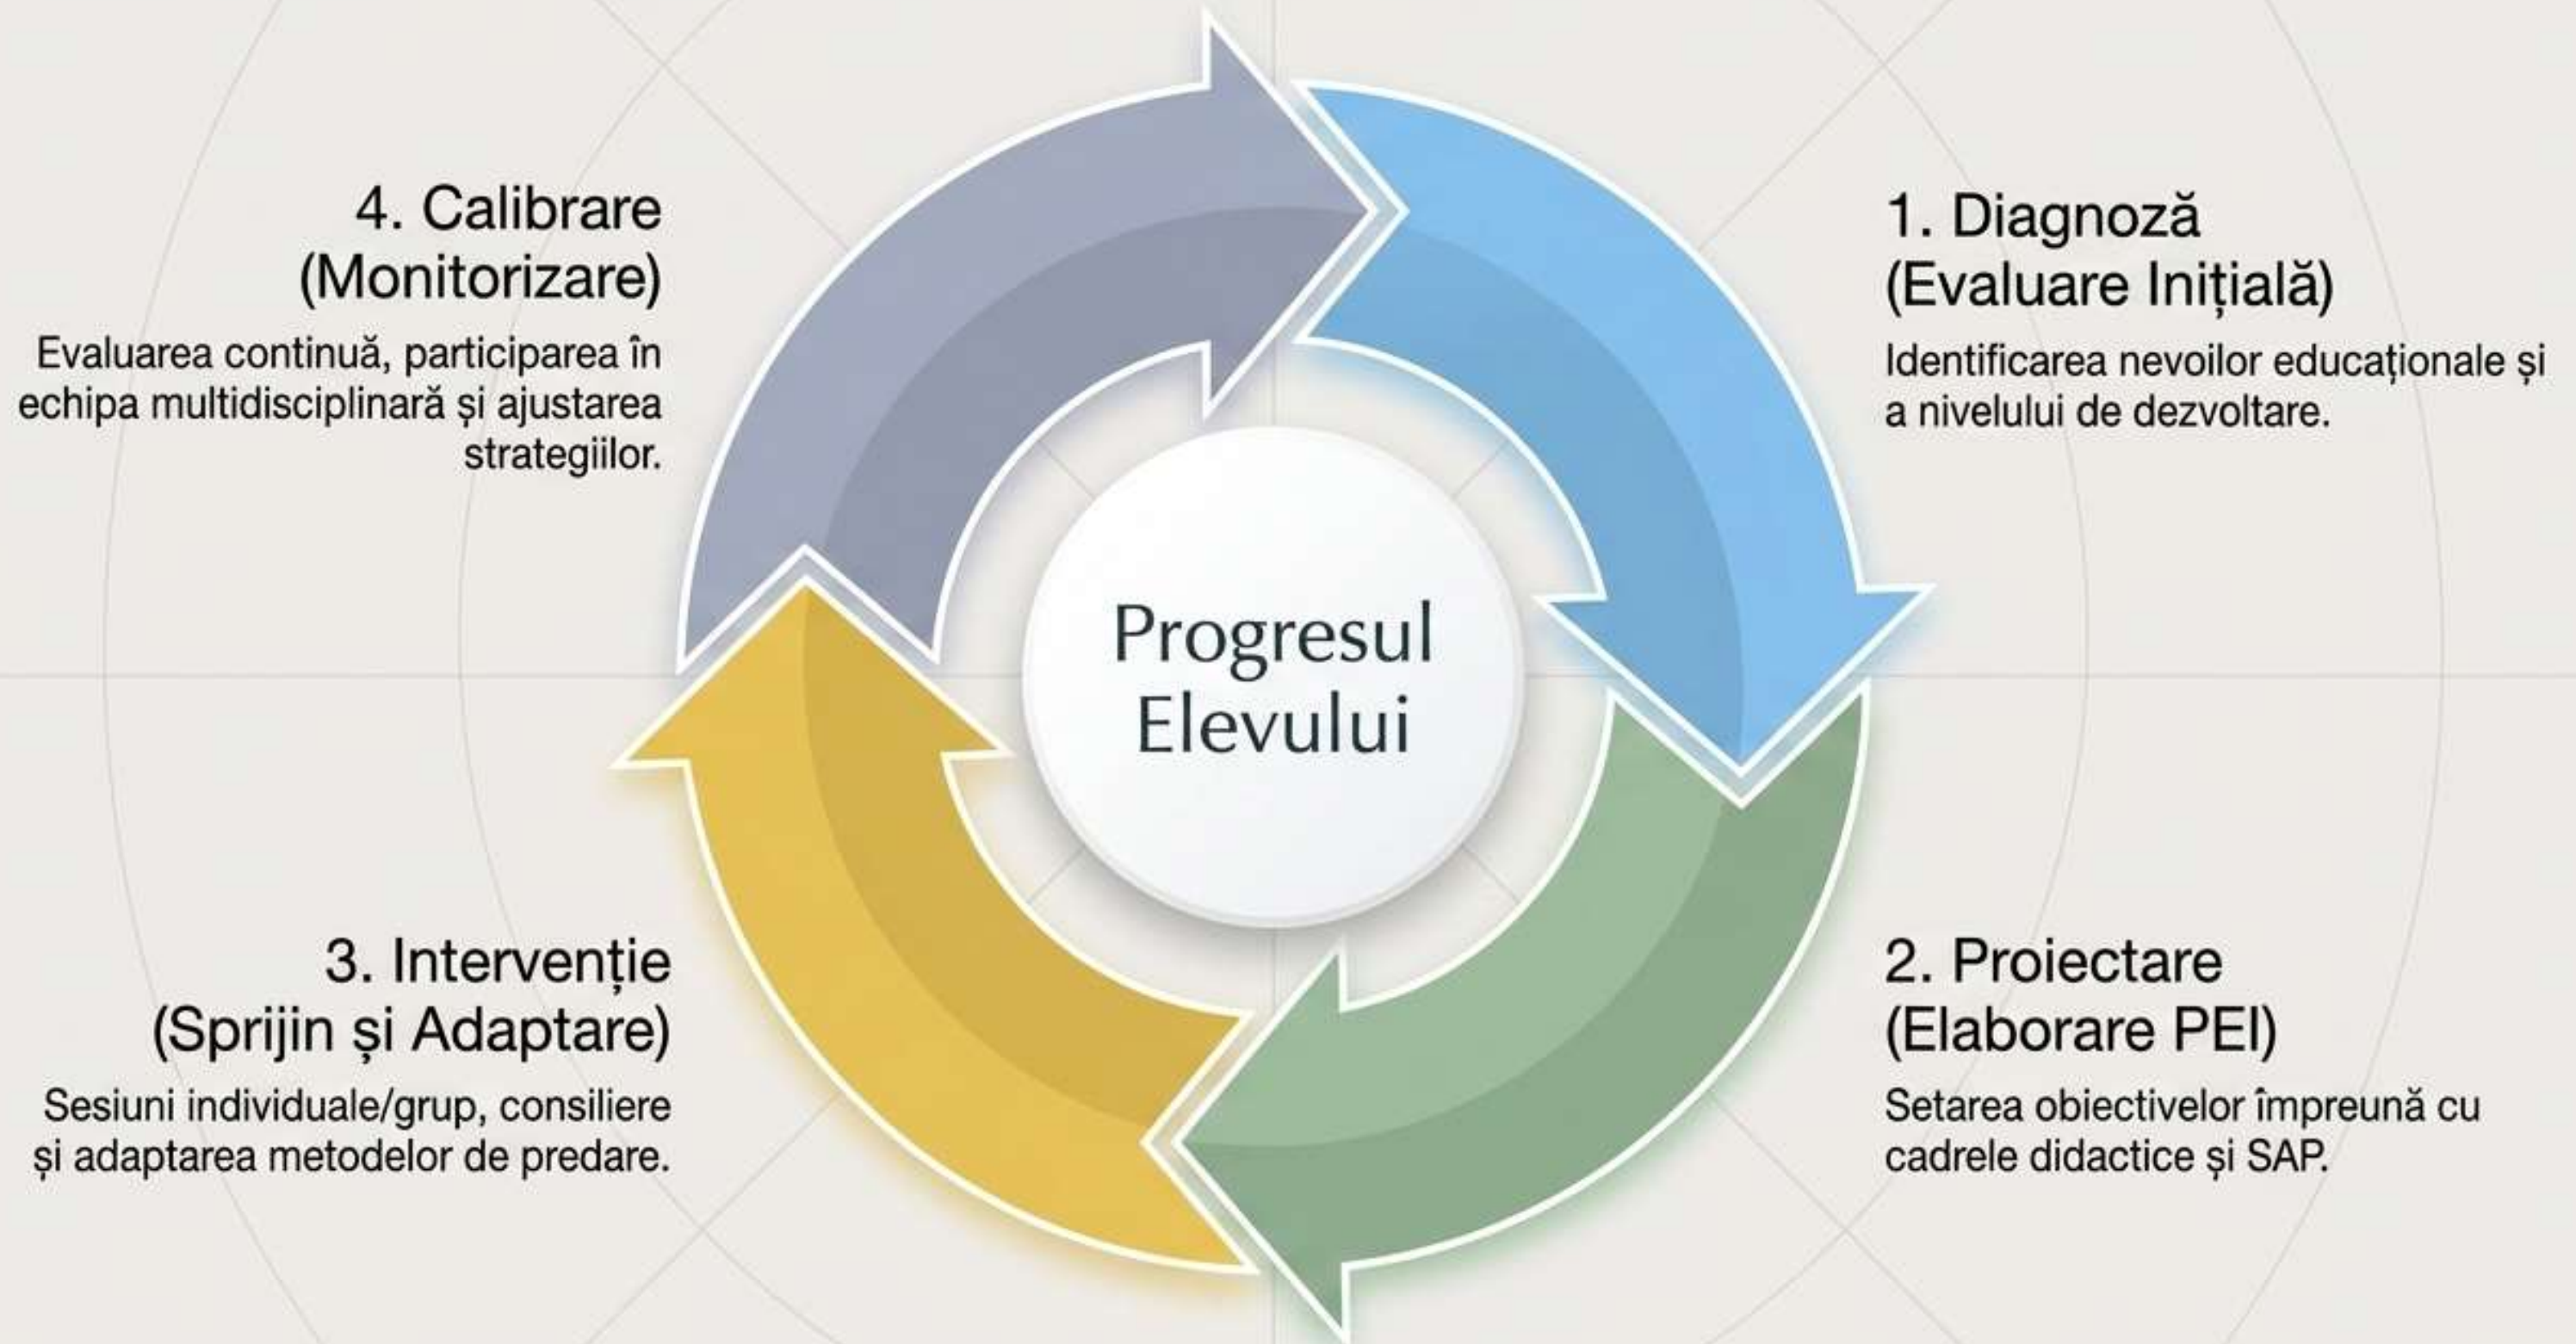 1. Diagnoză
(Evaluare Inițială)
Identificarea nevoilor educaționale și
a nivelului de dezvoltare.
2. Proiectare
(Elaborare PEI)
Setarea obiectivelor împreună cu
cadrele didactice și SAP.
3. Intervenție
(Sprijin și Adaptare)
Sesiuni individuale/grup, consiliere
și adaptarea metodelor de predare.
4. Calibrare
(Monitorizare)
Evaluarea continuă, participarea în
echipa multidisciplinară și ajustarea
strategiilor.
Progresul
Elevului